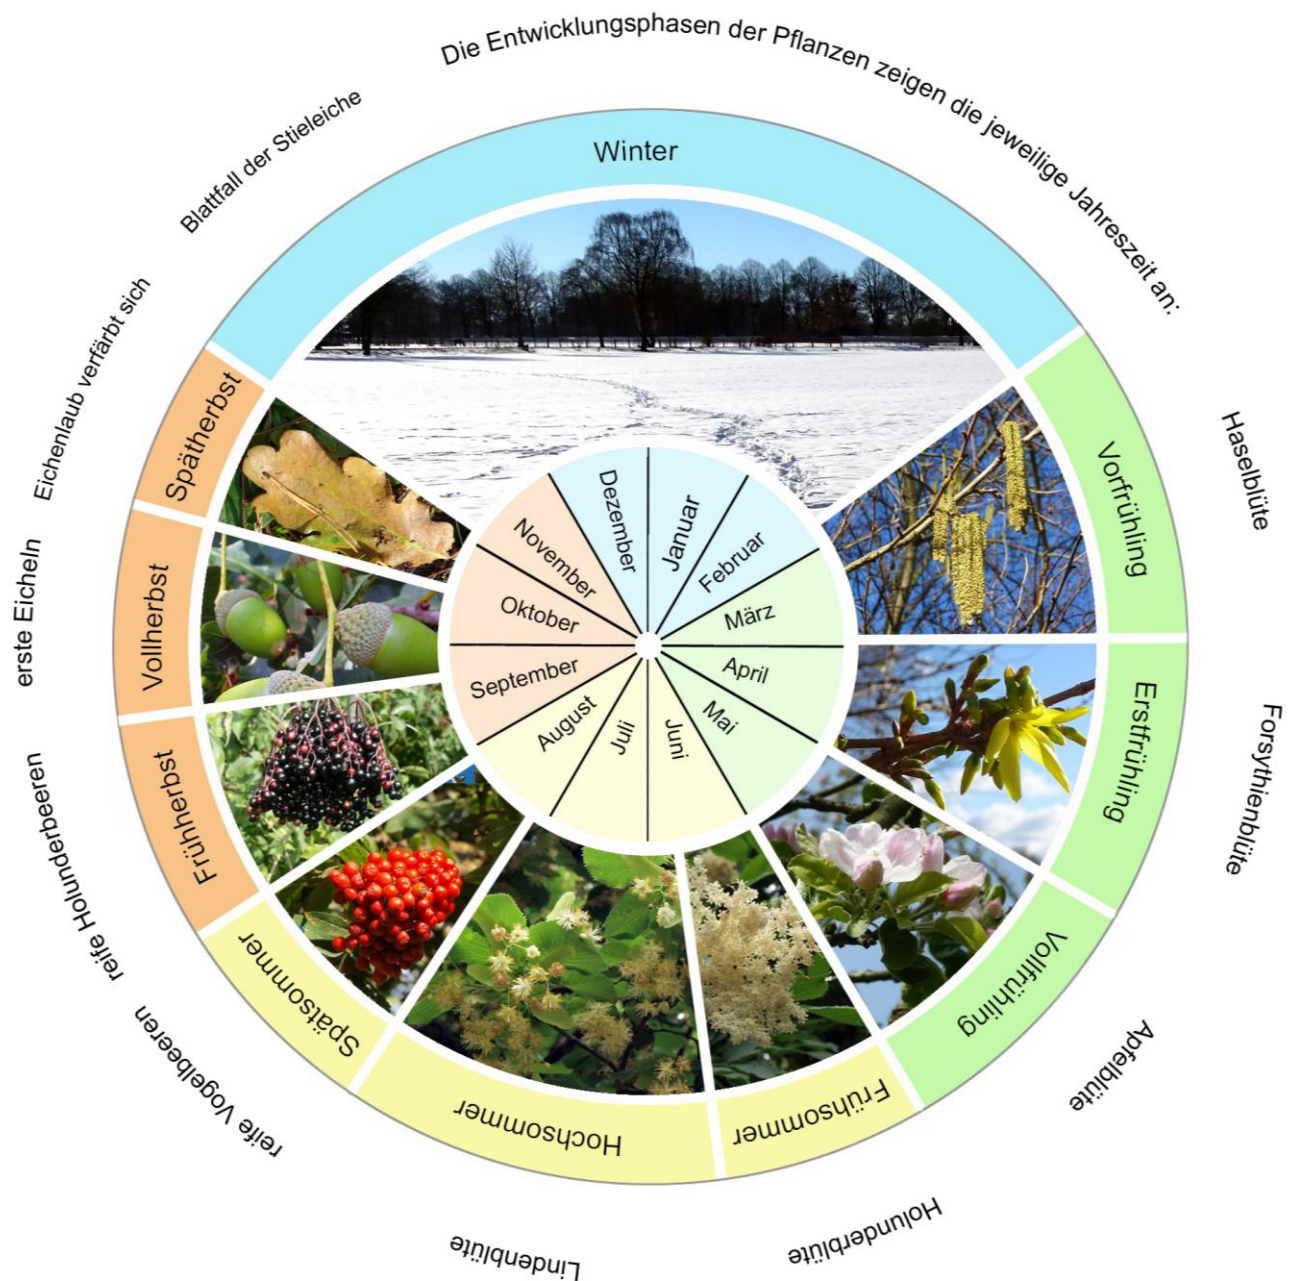 Die Entwicklungsphasen der Pflanzen zeigen die jeweilige Jahreszeit an:
Haselblüte
Forsythienblüte
Apfelblüte
Holunderblüte
Lindenblüte
reife Vogelbeeren
reife Holunderbeeren
erste Eicheln
Eichenlaub verfärbt sich
Blattfall der Stieleiche
Winter
Vorfrühling
Erstfrühling
Vollfrühling
Frühsommer
Hochsommer
Spätsommer
Frühherbst
Vollherbst
Spätherbst
Januar
Februar
März
April
Mai
Juni
Juli
August
September
Oktober
November
Dezember